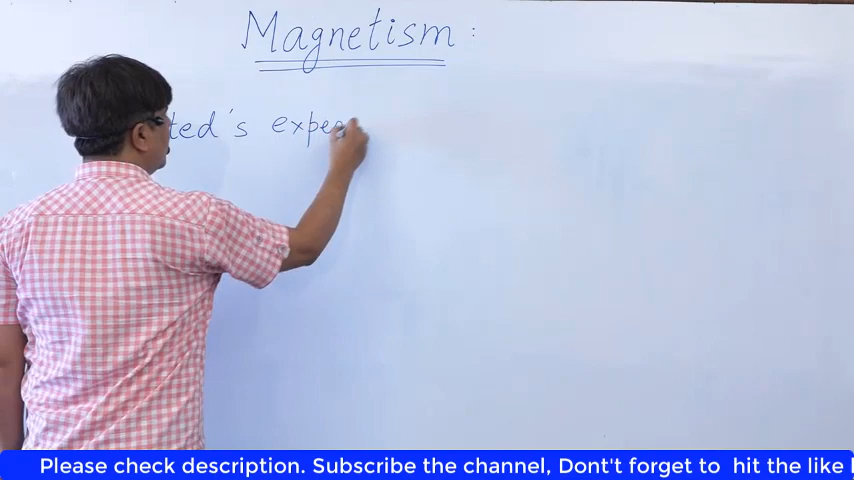 Magnetism :
ted's expe
Please check description. Subscribe the channel, Dont't forget to hit the like